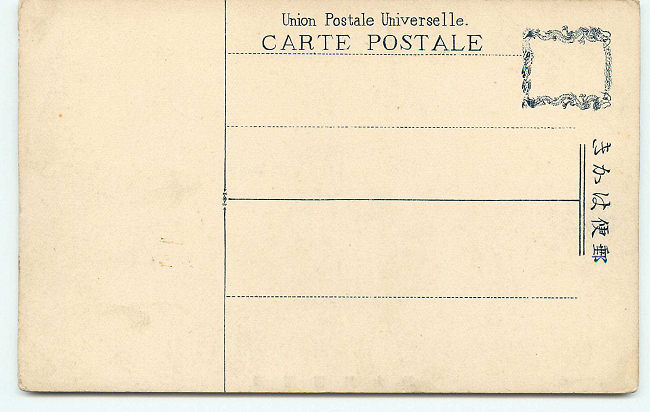 Union Postale Universelle.
CARTE POSTALE
郵便はかき